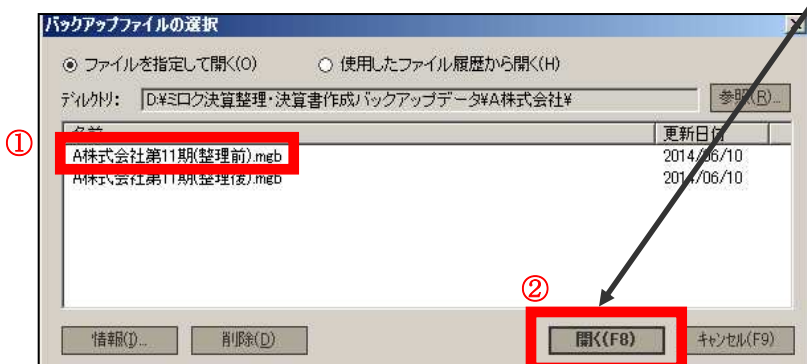 バックアップファイルの選択
ファイルを指定して開く(O) 使用したファイル履歴から開く(H)
ディレクトリ: D:¥ミロク決算整理・決算書作成バックアップデータ¥A株式会社¥ 参照(R)...
名前 更新日付
① A株式会社第11期(整理前).mgb 2014/06/10
A株式会社第11期(整理後).mgb 2014/06/10
②
情報(I)... 削除(D) 開く(F8) キャンセル(F9)